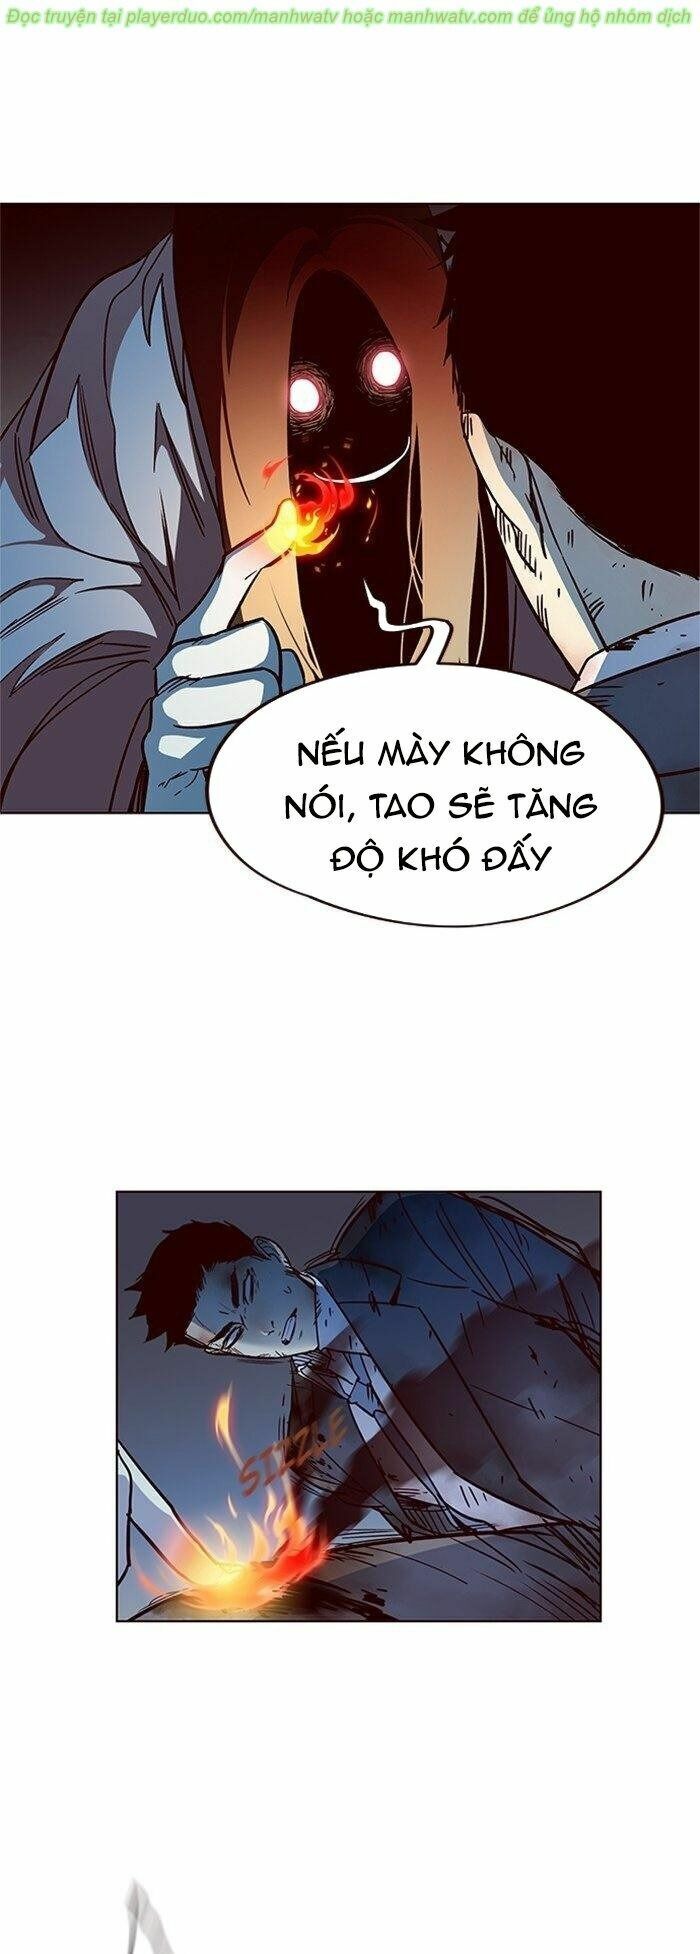 Đọc truyện tại playerduo.com/manhwatv hoặc manhwatv.com để ủng hộ nhóm dịch
NẾU MÀY KHÔNG
NÓI, TAO SẼ TĂNG
ĐỘ KHÓ ĐẤY
SIZZLE